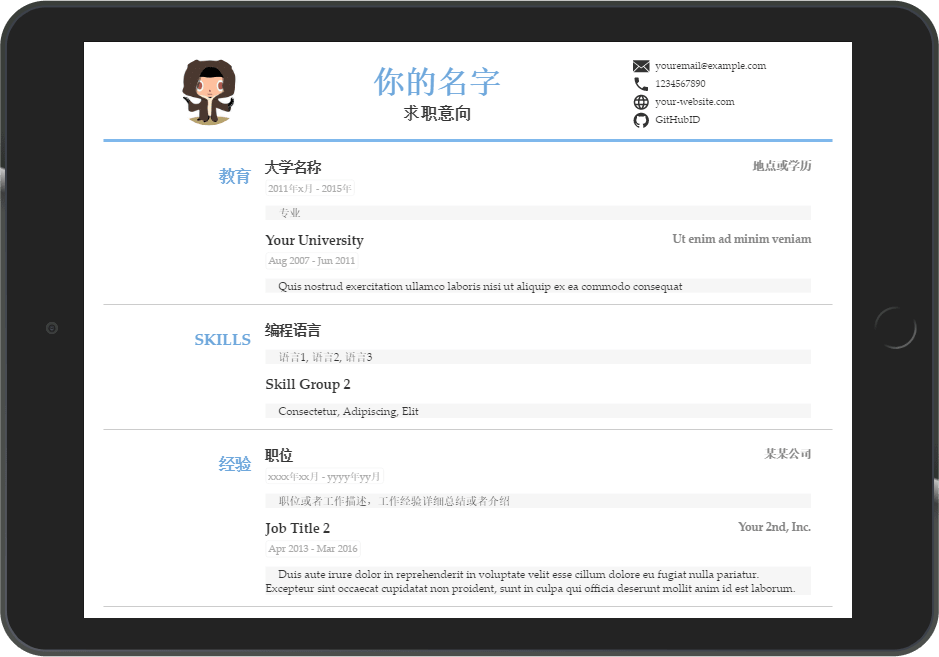 你的名字
求职意向
youremail@example.com
1234567890
your-website.com
GitHubID
教育
大学名称
地点或学历
2011年x月 - 2015年
专业
Your University
Ut enim ad minim veniam
Aug 2007 - Jun 2011
Quis nostrud exercitation ullamco laboris nisi ut aliquip ex ea commodo consequat
SKILLS
编程语言
语言1, 语言2, 语言3
Skill Group 2
Consectetur, Adipiscing, Elit
经验
职位
某某公司
xxxx年xx月 - yyyy年yy月
职位或者工作描述，工作经验详细总结或者介绍
Job Title 2
Your 2nd, Inc.
Apr 2013 - Mar 2016
Duis aute irure dolor in reprehenderit in voluptate velit esse cillum dolore eu fugiat nulla pariatur.
Excepteur sint occaecat cupidatat non proident, sunt in culpa qui officia deserunt mollit anim id est laborum.